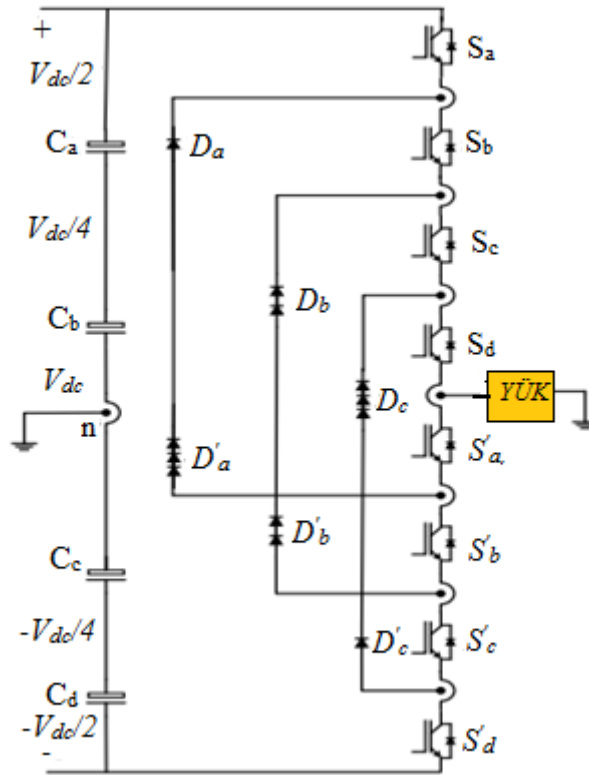 +
Vdc/2
Ca
Vdc/4
Cb
Vdc
n
Cc
-Vdc/4
Cd
-Vdc/2
-
Da
D'a
Db
D'b
Dc
D'c
Sa
Sb
Sc
Sd
YÜK
S'a,
S'b
S'c
S'd